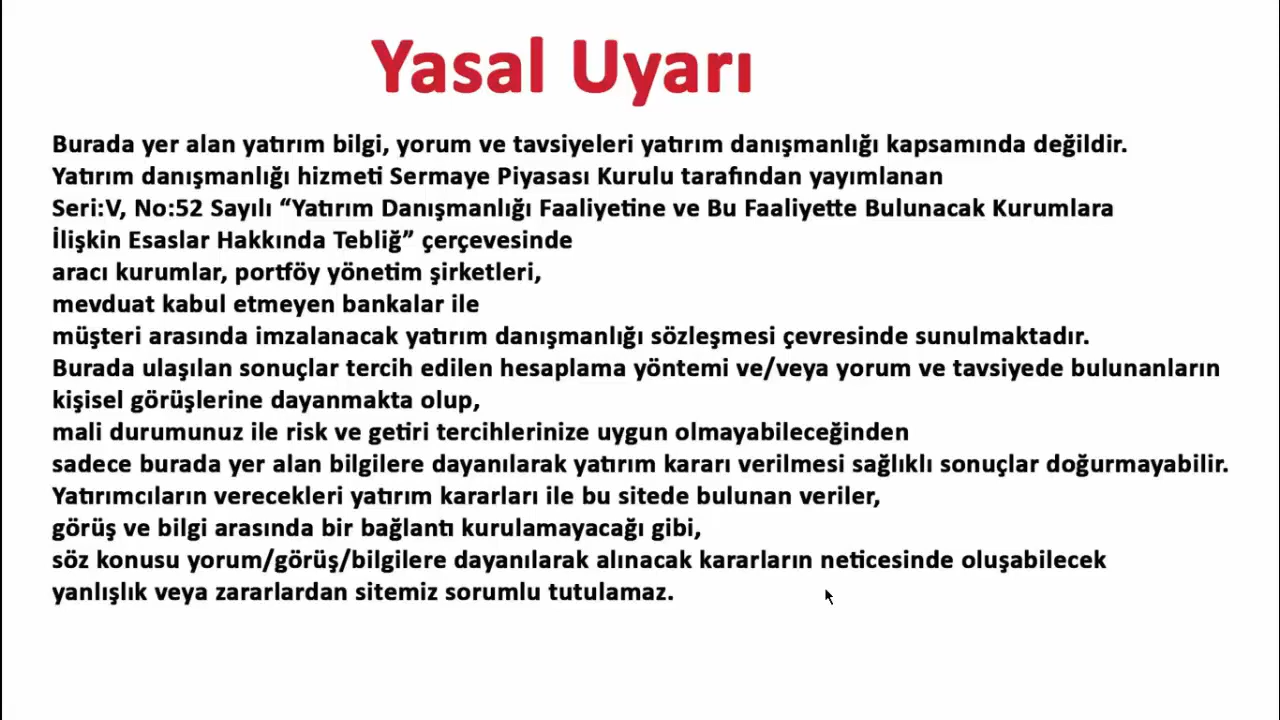 Yasal Uyarı
Burada yer alan yatırım bilgi, yorum ve tavsiyeleri yatırım danışmanlığı kapsamında değildir.
Yatırım danışmanlığı hizmeti Sermaye Piyasası Kurulu tarafından yayımlanan
Seri:V, No:52 Sayılı “Yatırım Danışmanlığı Faaliyetine ve Bu Faaliyette Bulunacak Kurumlara
İlişkin Esaslar Hakkında Tebliğ” çerçevesinde
aracı kurumlar, portföy yönetim şirketleri,
mevduat kabul etmeyen bankalar ile
müşteri arasında imzalanacak yatırım danışmanlığı sözleşmesi çevresinde sunulmaktadır.
Burada ulaşılan sonuçlar tercih edilen hesaplama yöntemi ve/veya yorum ve tavsiyede bulunanların
kişisel görüşlerine dayanmakta olup,
mali durumunuz ile risk ve getiri tercihlerinize uygun olmayabileceğinden
sadece burada yer alan bilgilere dayanılarak yatırım kararı verilmesi sağlıklı sonuçlar doğurmayabilir.
Yatırımcıların verecekleri yatırım kararları ile bu sitede bulunan veriler,
görüş ve bilgi arasında bir bağlantı kurulamayacağı gibi,
söz konusu yorum/görüş/bilgilere dayanılarak alınacak kararların neticesinde oluşabilecek
yanlışlık veya zararlardan sitemiz sorumlu tutulamaz.